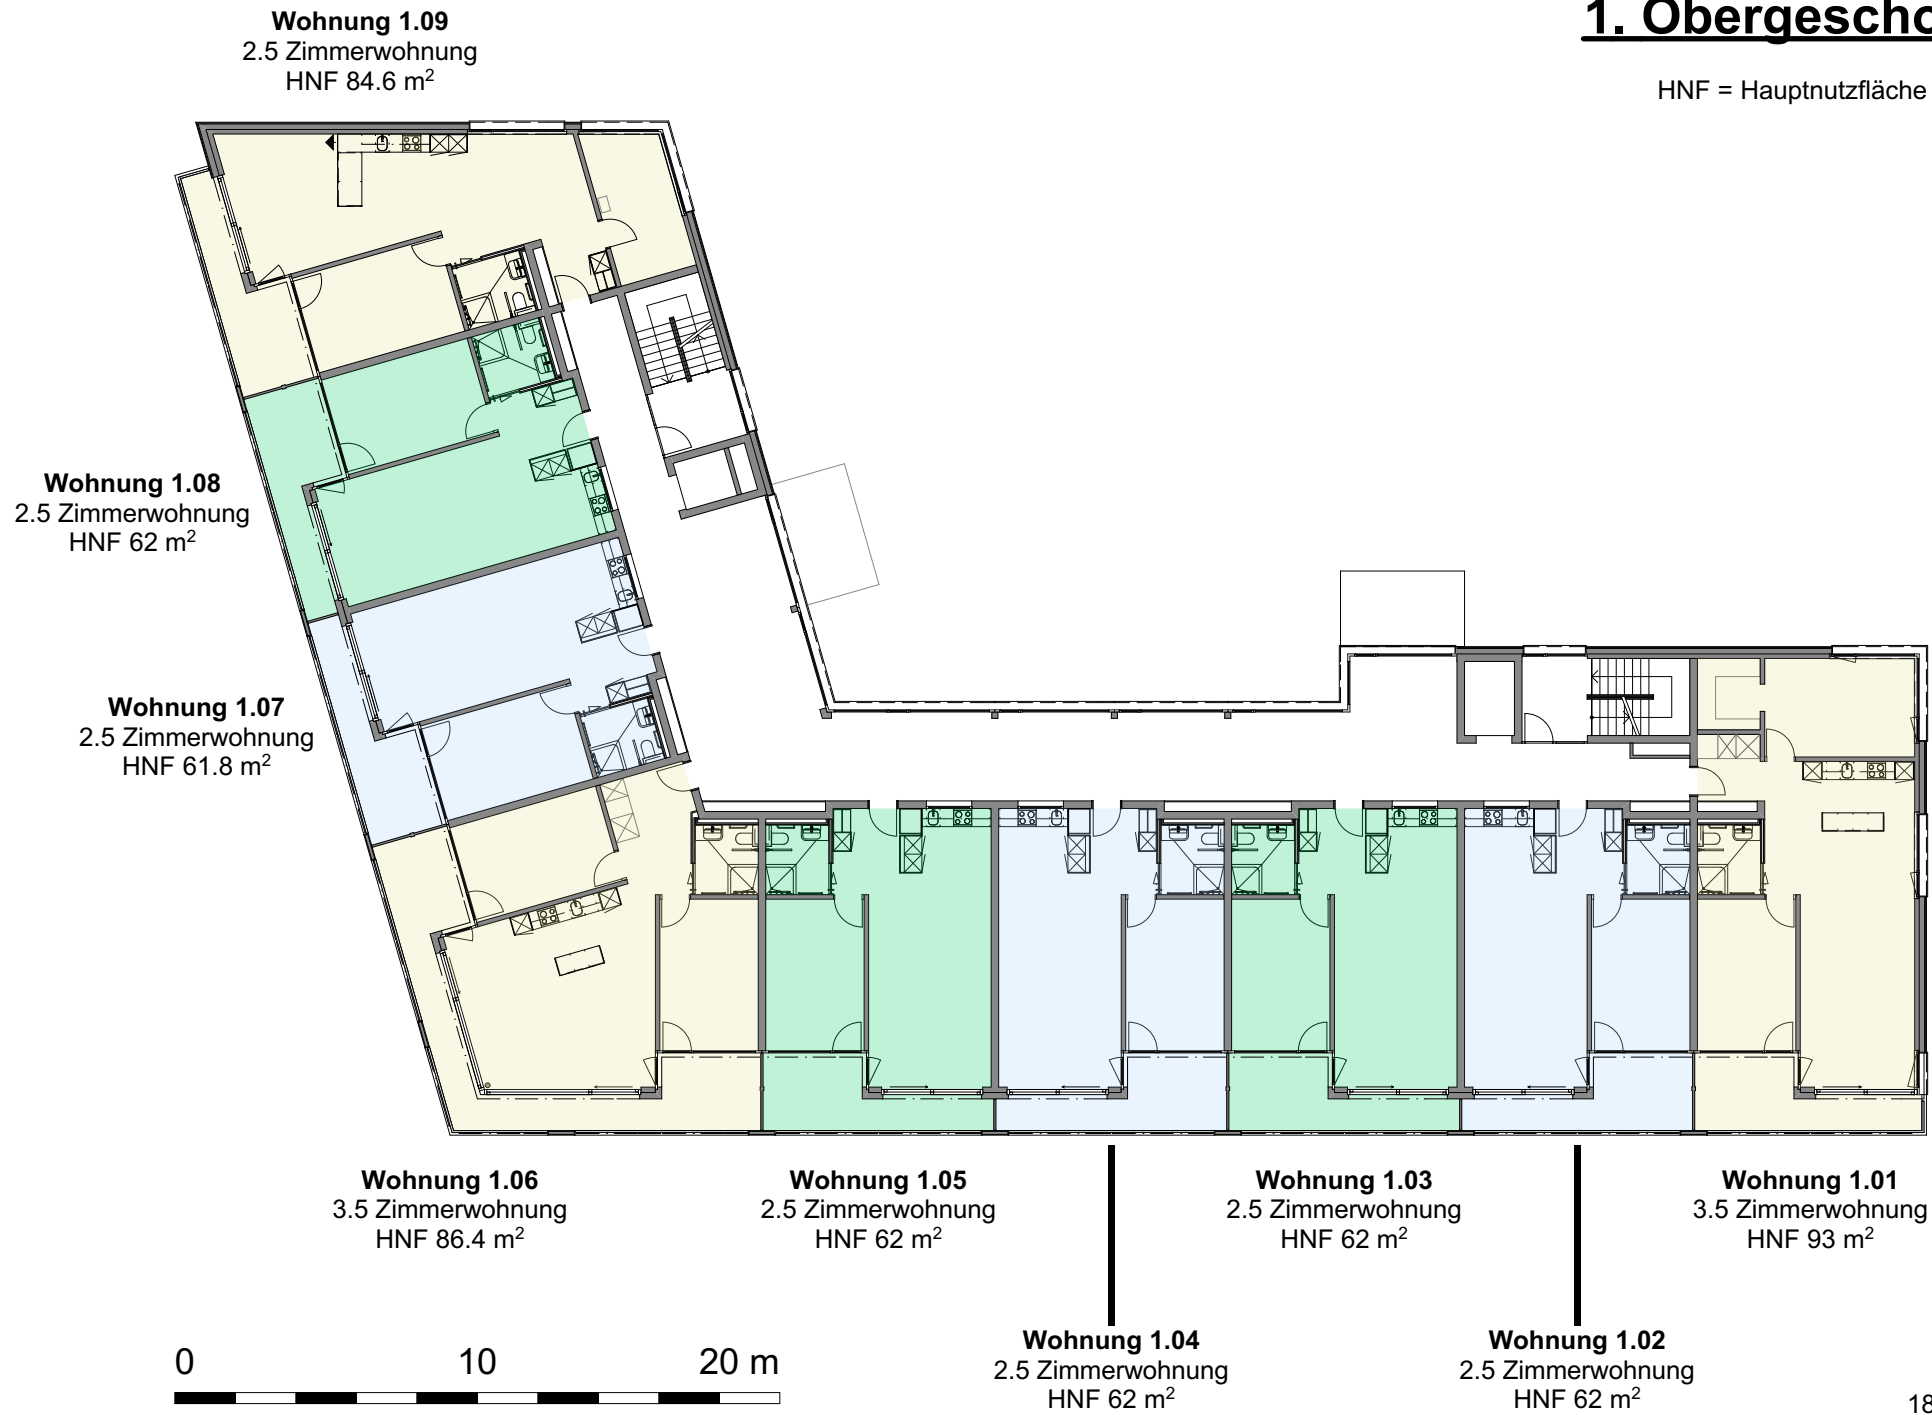 1. Obergescho
HNF = Hauptnutzfläche
Wohnung 1.09
2.5 Zimmerwohnung
HNF 84.6 m²
Wohnung 1.08
2.5 Zimmerwohnung
HNF 62 m²
Wohnung 1.07
2.5 Zimmerwohnung
HNF 61.8 m²
Wohnung 1.06
3.5 Zimmerwohnung
HNF 86.4 m²
Wohnung 1.05
2.5 Zimmerwohnung
HNF 62 m²
Wohnung 1.03
2.5 Zimmerwohnung
HNF 62 m²
Wohnung 1.01
3.5 Zimmerwohnung
HNF 93 m²
Wohnung 1.04
2.5 Zimmerwohnung
HNF 62 m²
Wohnung 1.02
2.5 Zimmerwohnung
HNF 62 m²
0 10 20 m
18